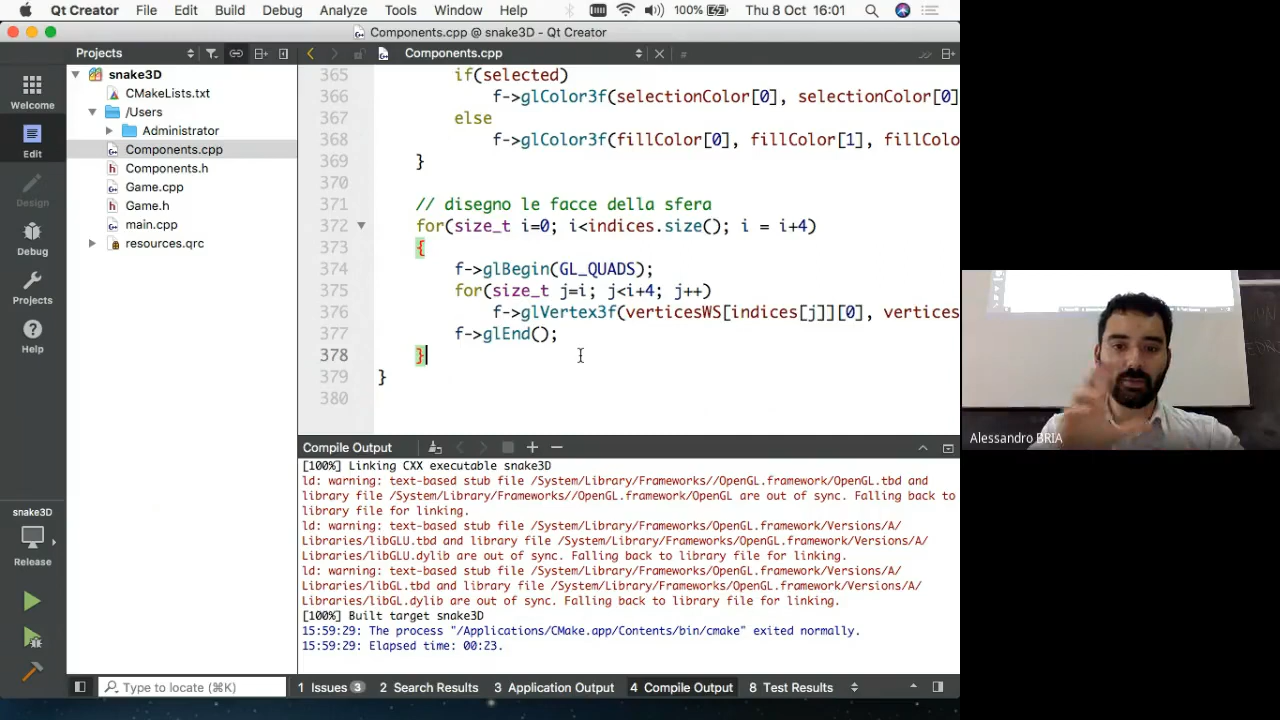 Qt Creator File Edit Build Debug Analyze Tools Window Help 100% Thu 8 Oct 16:01
Components.cpp @ snake3D - Qt Creator
Projects
Components.cpp
#
Welcome
Edit
Design
Debug
Projects
Help
snake3D
Release
snake3D
CMakeLists.txt
/Users
Administrator
Components.cpp
Components.h
Game.cpp
Game.h
main.cpp
resources.qrc
365 if(selected)
366 f->glColor3f(selectionColor[0], selectionColor[0]
367 else
368 f->glColor3f(fillColor[0], fillColor[1], fillColo
369 }
370
371 // disegno le facce della sfera
372 for(size_t i=0; i<indices.size(); i = i+4)
373 {
374 f->glBegin(GL_QUADS);
375 for(size_t j=i; j<i+4; j++)
376 f->glVertex3f(verticesWS[indices[j]][0], vertices
377 f->glEnd();
378 }
379 }
380
Compile Output
[100%] Linking CXX executable snake3D
ld: warning: text-based stub file /System/Library/Frameworks//OpenGL.framework/OpenGL.tbd and
library file /System/Library/Frameworks//OpenGL.framework/OpenGL are out of sync. Falling back to
library file for linking.
ld: warning: text-based stub file /System/Library/Frameworks/OpenGL.framework/Versions/A/
Libraries/libGLU.tbd and library file /System/Library/Frameworks/OpenGL.framework/Versions/A/
Libraries/libGLU.dylib are out of sync. Falling back to library file for linking.
ld: warning: text-based stub file /System/Library/Frameworks/OpenGL.framework/Versions/A/
Libraries/libGL.tbd and library file /System/Library/Frameworks/OpenGL.framework/Versions/A/
Libraries/libGL.dylib are out of sync. Falling back to library file for linking.
[100%] Built target snake3D
15:59:29: The process "/Applications/CMake.app/Contents/bin/cmake" exited normally.
15:59:29: Elapsed time: 00:23.
Type to locate (⌘K)
1 Issues 3 2 Search Results 3 Application Output 4 Compile Output 8 Test Results
Alessandro BRIA